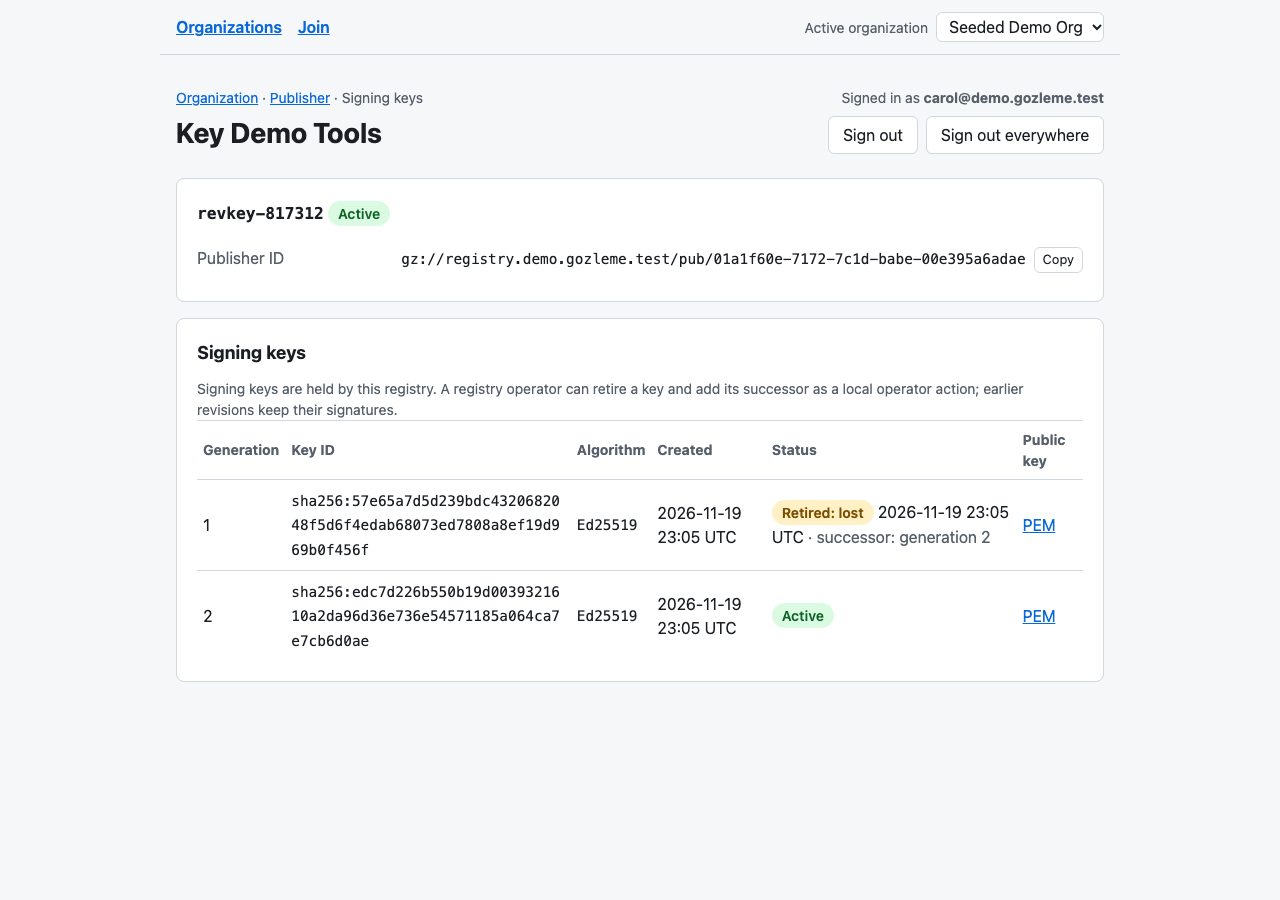 Organizations Join Active organization Seeded Demo Org
Organization · Publisher · Signing keys Signed in as carol@demo.gozleme.test
Key Demo Tools Sign out Sign out everywhere
revkey-817312 Active
Publisher ID gz://registry.demo.gozleme.test/pub/01a1f60e-7172-7c1d-babe-00e395a6adae Copy
Signing keys
Signing keys are held by this registry. A registry operator can retire a key and add its successor as a local operator action; earlier
revisions keep their signatures.
Generation Key ID Algorithm Created Status Public
key
1 sha256:57e65a7d5d239bdc43206820
48f5d6f4edab68073ed7808a8ef19d9
69b0f456f Ed25519 2026-11-19
23:05 UTC Retired: lost 2026-11-19 23:05
UTC · successor: generation 2 PEM
2 sha256:edc7d226b550b19d00393216
10a2da96d36e736e54571185a064ca7
e7cb6d0ae Ed25519 2026-11-19
23:05 UTC Active PEM